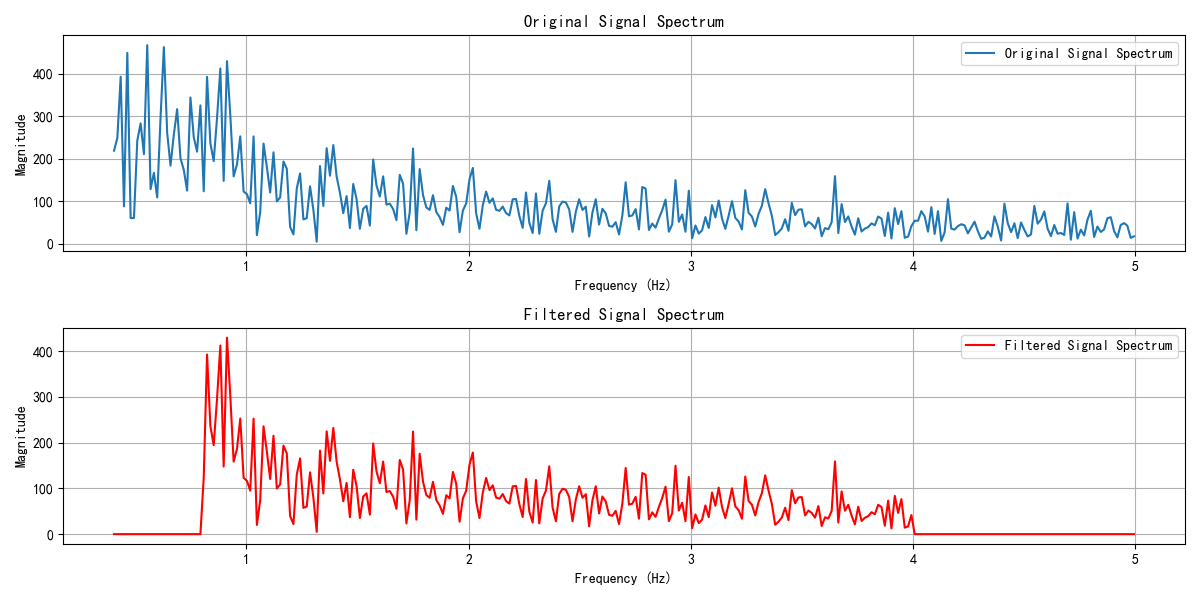 Original Signal Spectrum
Original Signal Spectrum
Magnitude
400
300
200
100
0
1 2 3 4 5
Frequency (Hz)
Filtered Signal Spectrum
Filtered Signal Spectrum
Magnitude
400
300
200
100
0
1 2 3 4 5
Frequency (Hz)